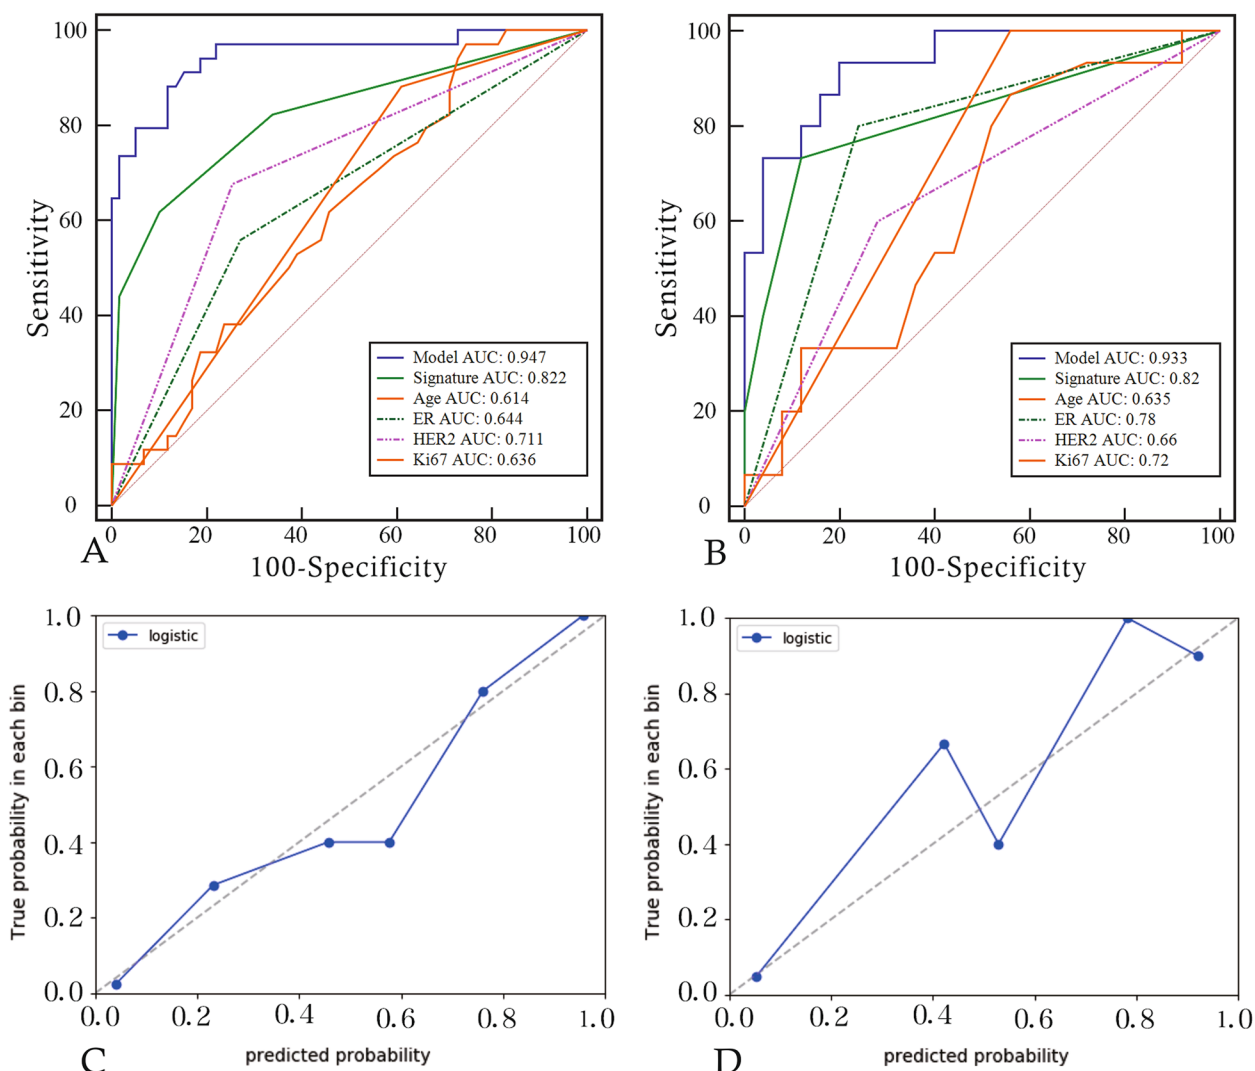 100
80
60
40
20
0
Sensitivity
Model AUC: 0.947
Signature AUC: 0.822
Age AUC: 0.614
ER AUC: 0.644
HER2 AUC: 0.711
Ki67 AUC: 0.636
0 20 40 60 80 100
A
100-Specificity
100
80
60
40
20
0
Sensitivity
Model AUC: 0.933
Signature AUC: 0.82
Age AUC: 0.635
ER AUC: 0.78
HER2 AUC: 0.66
Ki67 AUC: 0.72
0 20 40 60 80 100
B
100-Specificity
1.0
0.8
0.6
0.4
0.2
0.0
True probability in each bin
logistic
0.0 0.2 0.4 0.6 0.8 1.0
C
predicted probability
1.0
0.8
0.6
0.4
0.2
0.0
True probability in each bin
logistic
0.0 0.2 0.4 0.6 0.8 1.0
D
predicted probability